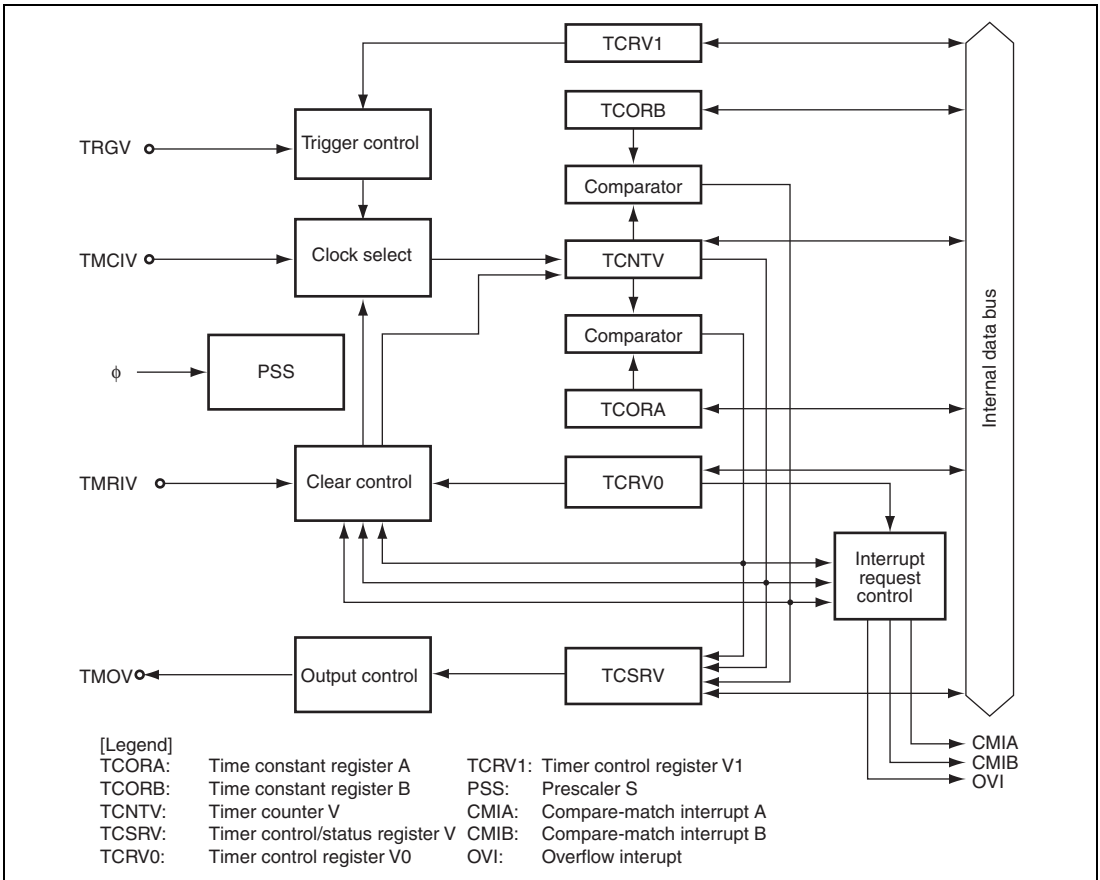 TCRV1
TCORB
TRGV
Trigger control
Comparator
TMCIV
Clock select
TCNTV
Comparator
φ
PSS
TCORA
Internal data bus
TMRIV
Clear control
TCRV0
Interrupt
request
control
TMOV
Output control
TCSRV
CMIA
CMIB
OVI
[Legend]
TCORA: Time constant register A
TCORB: Time constant register B
TCNTV: Timer counter V
TCSRV: Timer control/status register V
TCRV0: Timer control register V0
TCRV1: Timer control register V1
PSS: Prescaler S
CMIA: Compare-match interrupt A
CMIB: Compare-match interrupt B
OVI: Overflow interupt